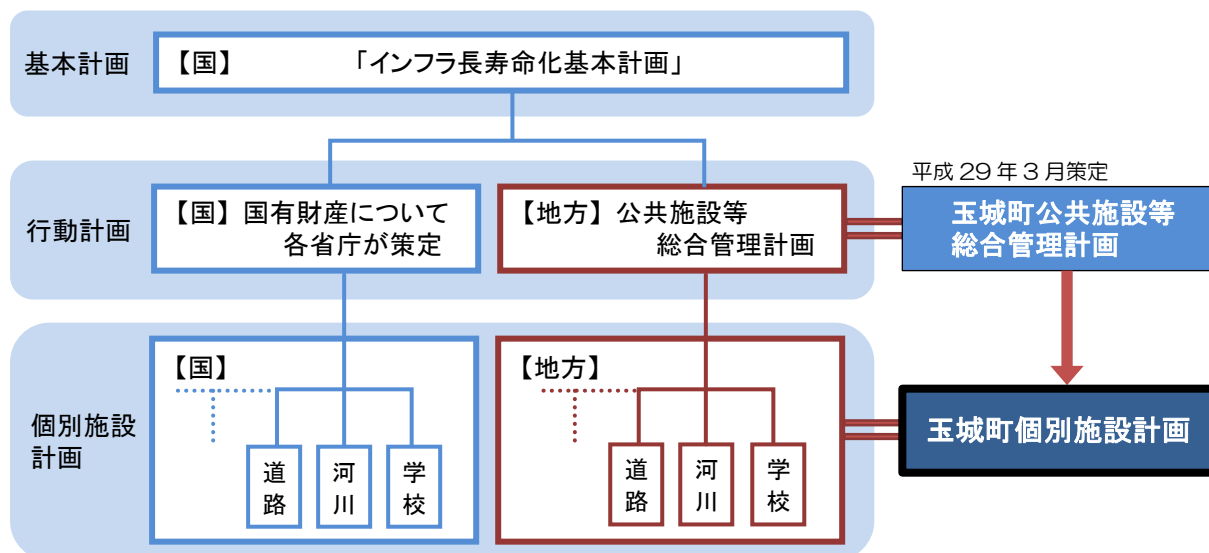 基本計画
【国】 「インフラ長寿命化基本計画」
行動計画
【国】国有財産について
各省庁が策定
【地方】公共施設等
総合管理計画
平成 29 年 3 月策定
玉城町公共施設等
総合管理計画
個別施設
計画
【国】
道路
河川
学校
【地方】
道路
河川
学校
玉城町個別施設計画